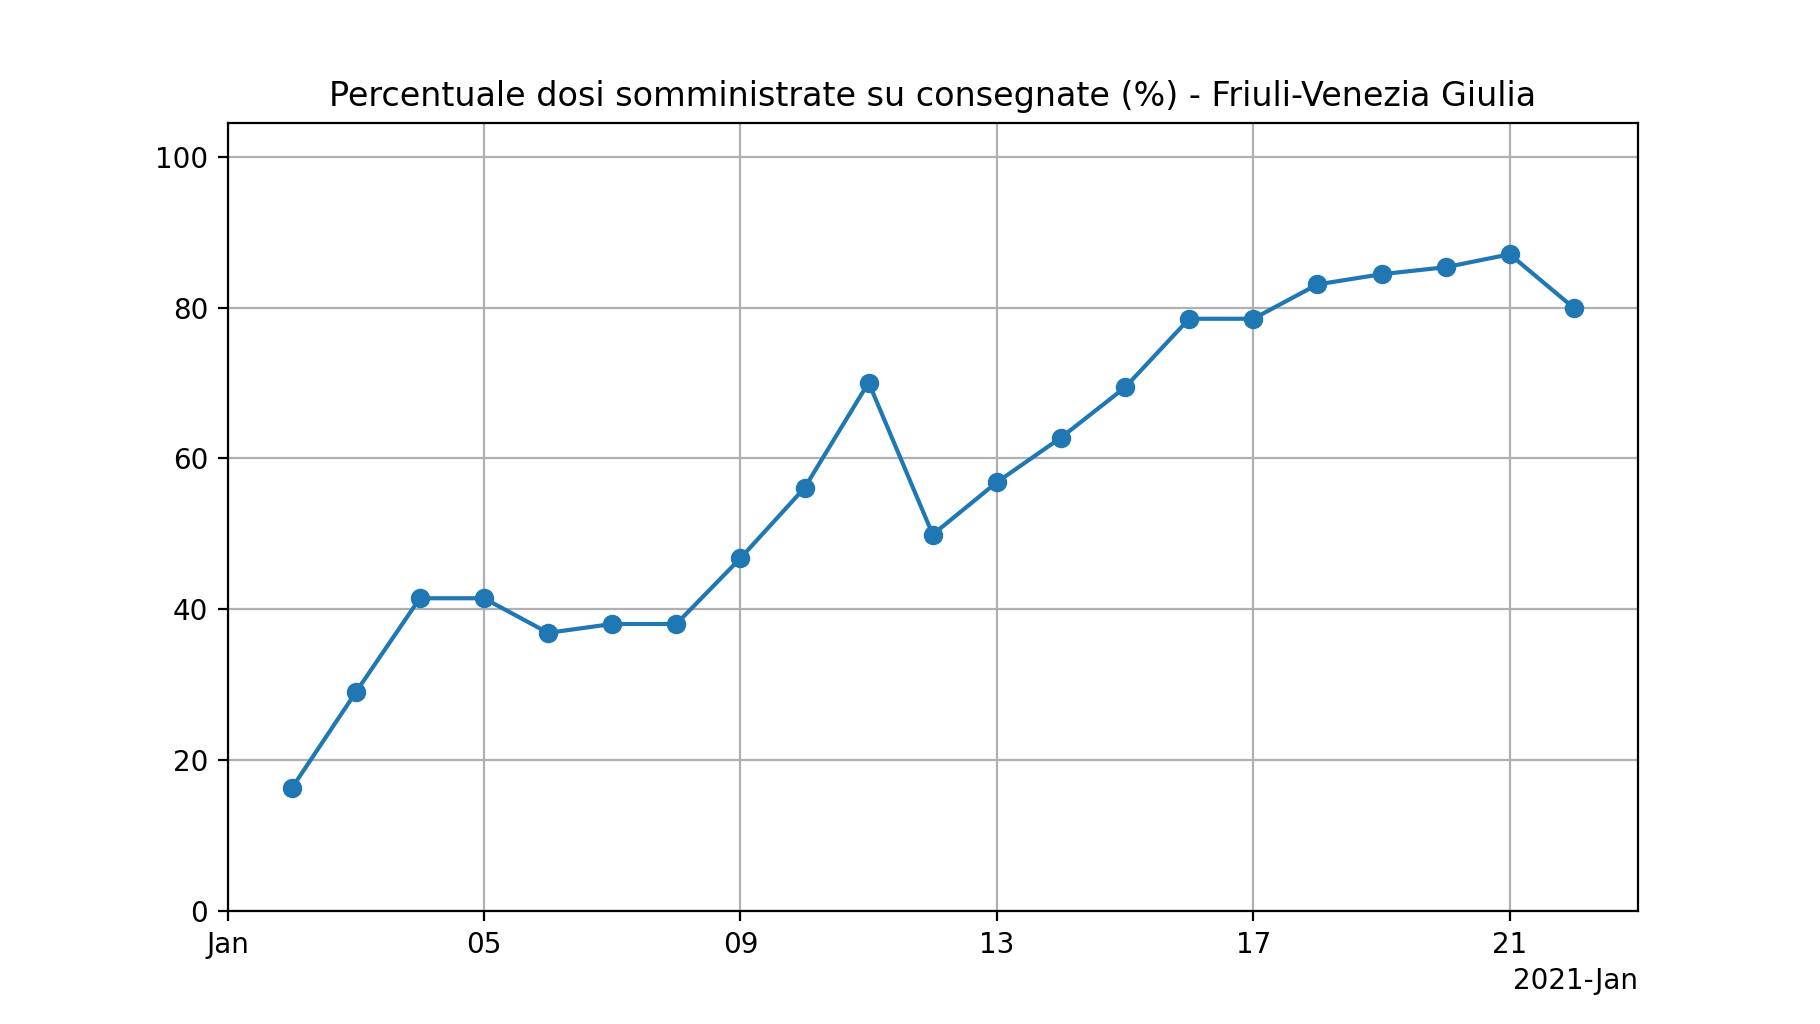 Percentuale dosi somministrate su consegnate (%) - Friuli-Venezia Giulia
100
80
60
40
20
0
Jan 05 09 13 17 21
2021-Jan